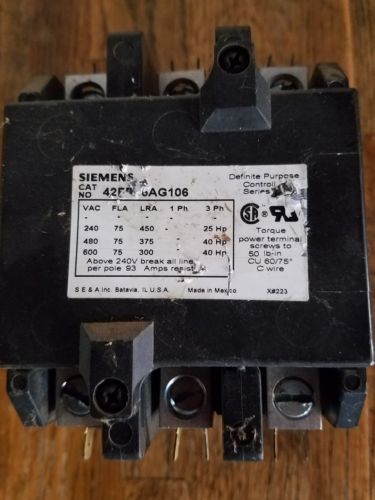 SIEMENS
CAT NO 42 AG106
VAC FLA LRA 1 Ph 3 Ph
- - - - -
240 75 450 - 25 Hp
480 75 375 - 40 Hp
600 75 300 - 40 Hp
Above 240V break all line
per pole 93 Amps resist
S E & A Inc. Batavia, IL U.S.A. Made in Mexico X#223
Definite Purpose
Control
Series
Torque
power terminal
screws to
50 lb-in
CU 60/75°
C wire